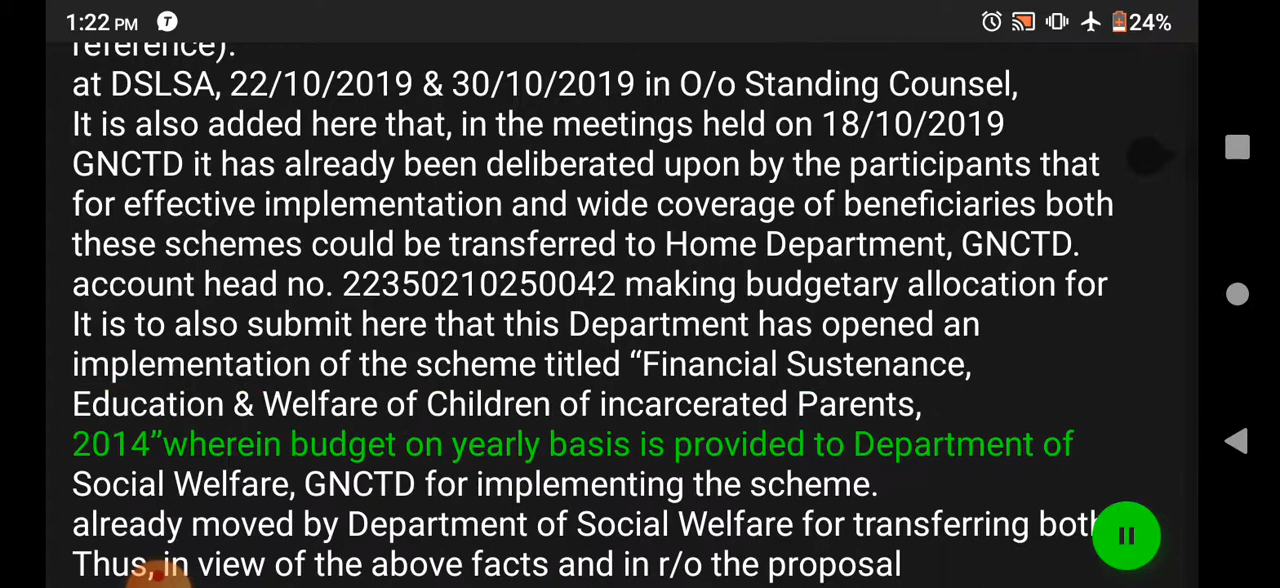 1:22 PM
24%
reference).
at DSLSA, 22/10/2019 & 30/10/2019 in O/o Standing Counsel,
It is also added here that, in the meetings held on 18/10/2019
GNCTD it has already been deliberated upon by the participants that
for effective implementation and wide coverage of beneficiaries both
these schemes could be transferred to Home Department, GNCTD.
account head no. 22350210250042 making budgetary allocation for
It is to also submit here that this Department has opened an
implementation of the scheme titled “Financial Sustenance,
Education & Welfare of Children of incarcerated Parents,
2014”wherein budget on yearly basis is provided to Department of
Social Welfare, GNCTD for implementing the scheme.
already moved by Department of Social Welfare for transferring both
Thus, in view of the above facts and in r/o the proposal